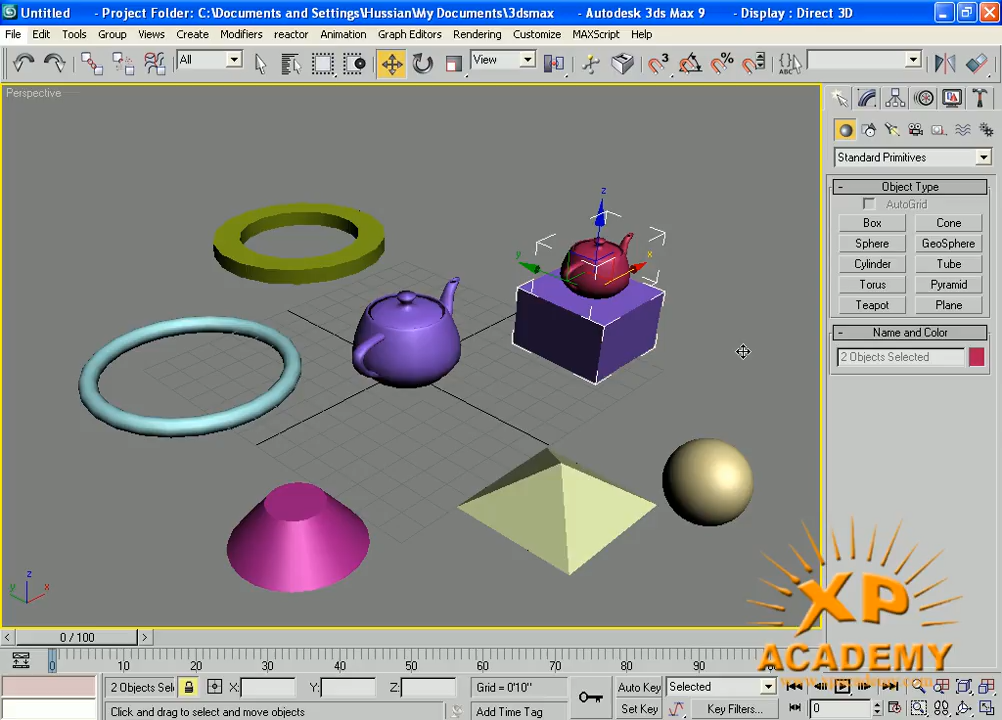 Untitled - Project Folder: C:\Documents and Settings\Hussian\My Documents\3dsmax - Autodesk 3ds Max 9 - Display : Direct 3D
File Edit Tools Group Views Create Modifiers reactor Animation Graph Editors Rendering Customize MAXScript Help
All View
Perspective
Standard Primitives
- Object Type
AutoGrid
Box Cone
Sphere GeoSphere
Cylinder Tube
Torus Pyramid
Teapot Plane
- Name and Color
2 Objects Selected
z
y x
z
y x
XP
ACADEMY
< 0 / 100 >
0 10 20 30 40 50 60 70 80 90
2 Objects Sel X: Y: Z: Grid = 0'10" Auto Key Selected
Click and drag to select and move objects Add Time Tag Set Key Key Filters... 0